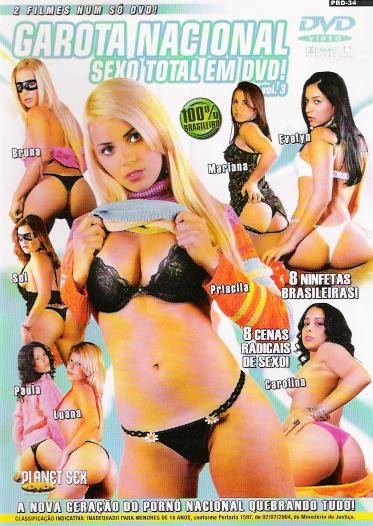 2 FILMES NUM SÓ DVD!
PBD-34
GAROTA NACIONAL
SEXO TOTAL EM DVD!
vol. 3
DVD
VIDEO
100%
BRASILEIRO
Bruna
Mariana
Evelyn
Sol
Priscila
8 NINFETAS
BRASILEIRAS!
8 CENAS
RADICAIS
DE SEXO!
Paula
Luana
Carolina
PLANET SEX
A NOVA GERAÇÃO DO PORNÔ NACIONAL QUEBRANDO TUDO!
CLASSIFICAÇÃO INDICATIVA: INADEQUADO PARA MENORES DE 18 ANOS, conforme Portaria 1597, de 02/07/2004, do Ministério da Justiça.